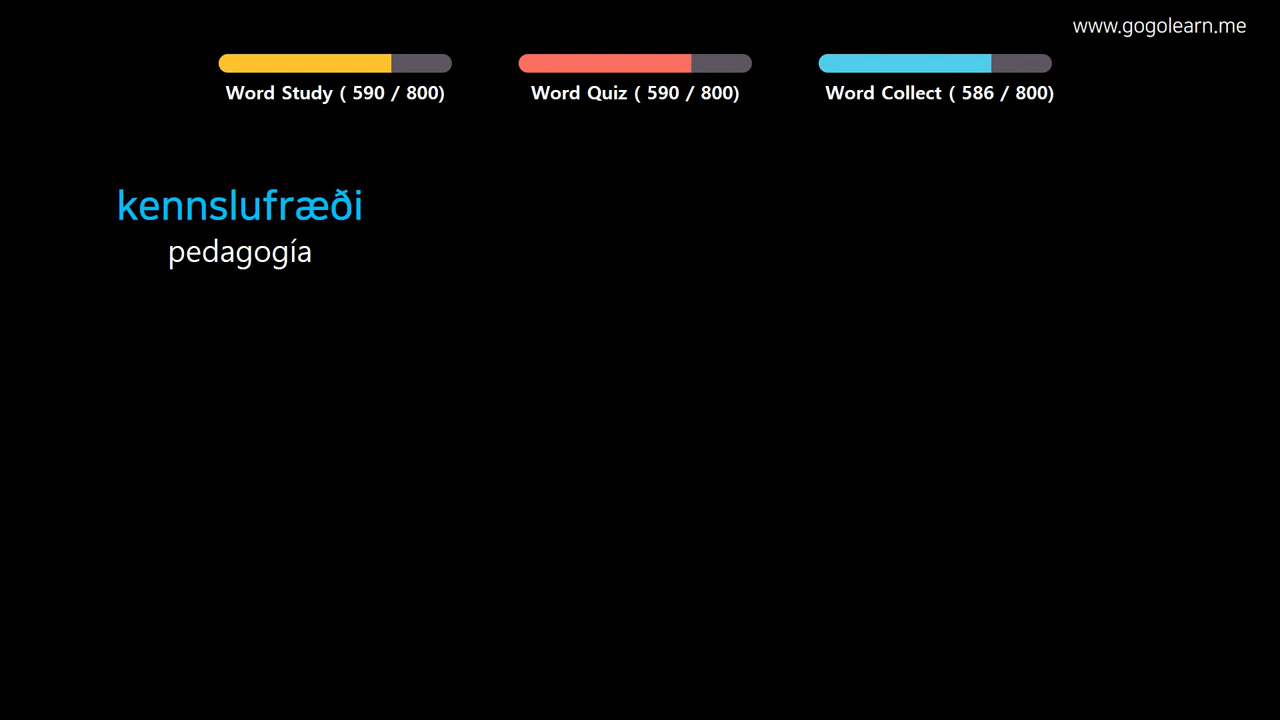 www.gogolearn.me
Word Study ( 590 / 800)
Word Quiz ( 590 / 800)
Word Collect ( 586 / 800)
kennslufræði
pedagogía